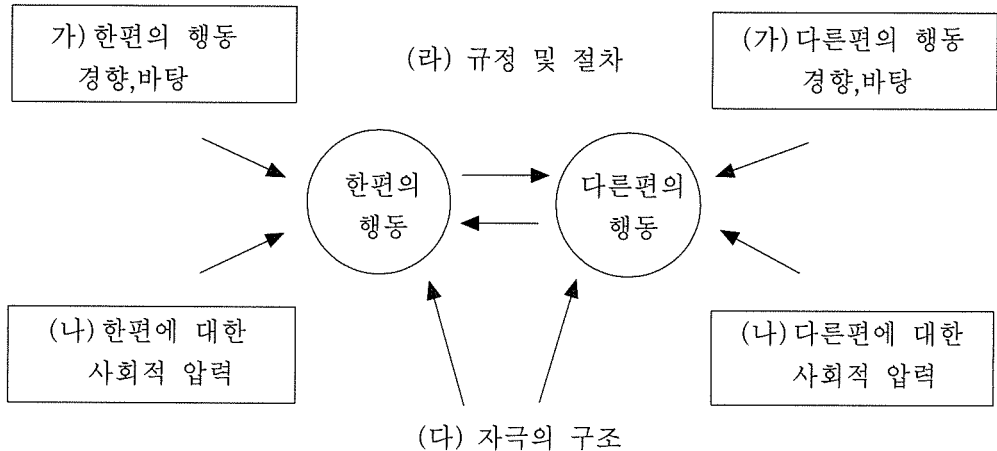 가) 한편의 행동
경향,바탕
(라) 규정 및 절차
(가) 다른편의 행동
경향,바탕
한편의
행동
다른편의
행동
(나) 한편에 대한
사회적 압력
(나) 다른편에 대한
사회적 압력
(다) 자극의 구조